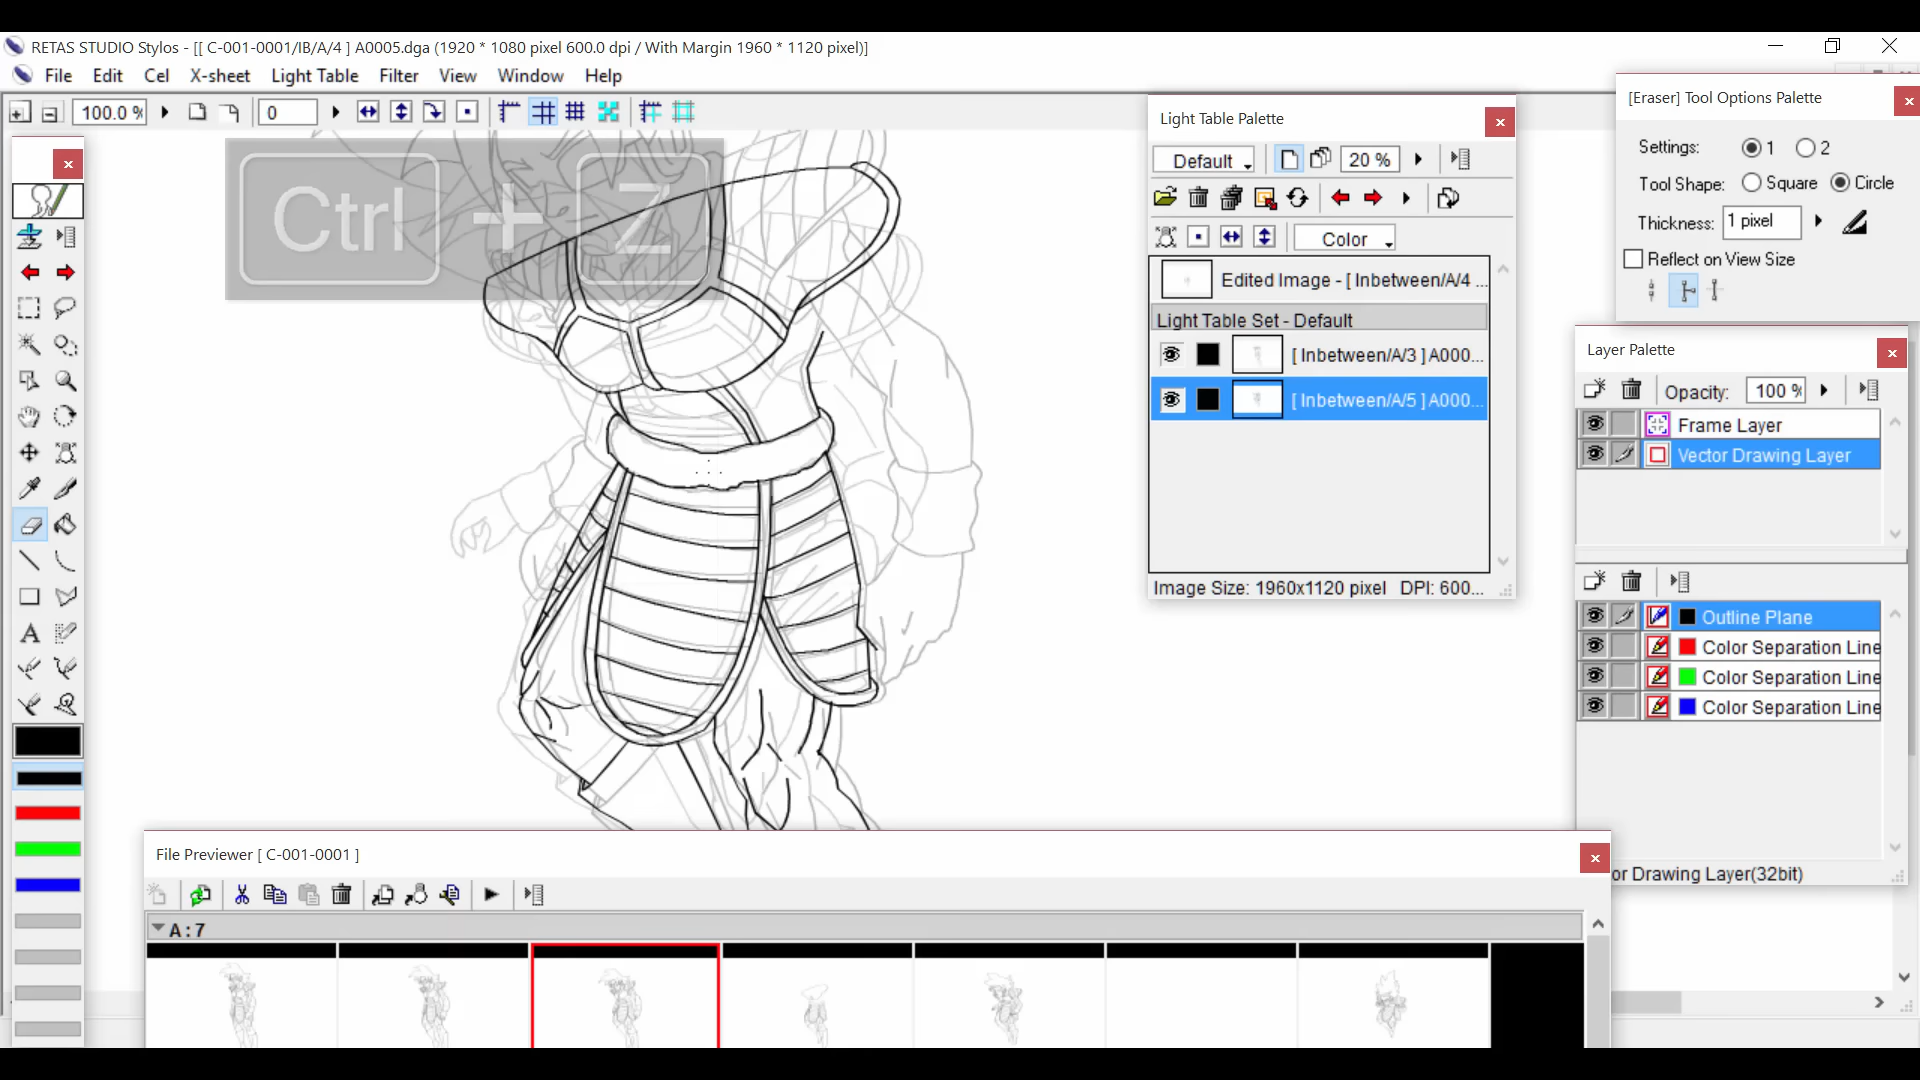 RETAS STUDIO Stylos - [[ C-001-0001/IB/A/4 ] A0005.dga (1920 * 1080 pixel 600.0 dpi / With Margin 1960 * 1120 pixel)]
File Edit Cel X-sheet Light Table Filter View Window Help
100.0 %
0
Ctrl + Z
Light Table Palette
Default
20 %
Color
Edited Image - [ Inbetween/A/4 ...
Light Table Set - Default
[ Inbetween/A/3 ] A000...
[ Inbetween/A/5 ] A000...
Image Size: 1960x1120 pixel DPI: 600...
[Eraser] Tool Options Palette
Settings: 1 2
Tool Shape: Square Circle
Thickness: 1 pixel
Reflect on View Size
Layer Palette
Opacity: 100 %
Frame Layer
Vector Drawing Layer
Outline Plane
Color Separation Line
Color Separation Line
Color Separation Line
or Drawing Layer(32bit)
File Previewer [ C-001-0001 ]
A : 7